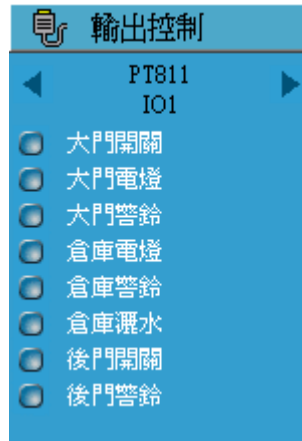 輸出控制
PT811
IO1
大門開關
大門電燈
大門警鈴
倉庫電燈
倉庫警鈴
倉庫灑水
後門開關
後門警鈴